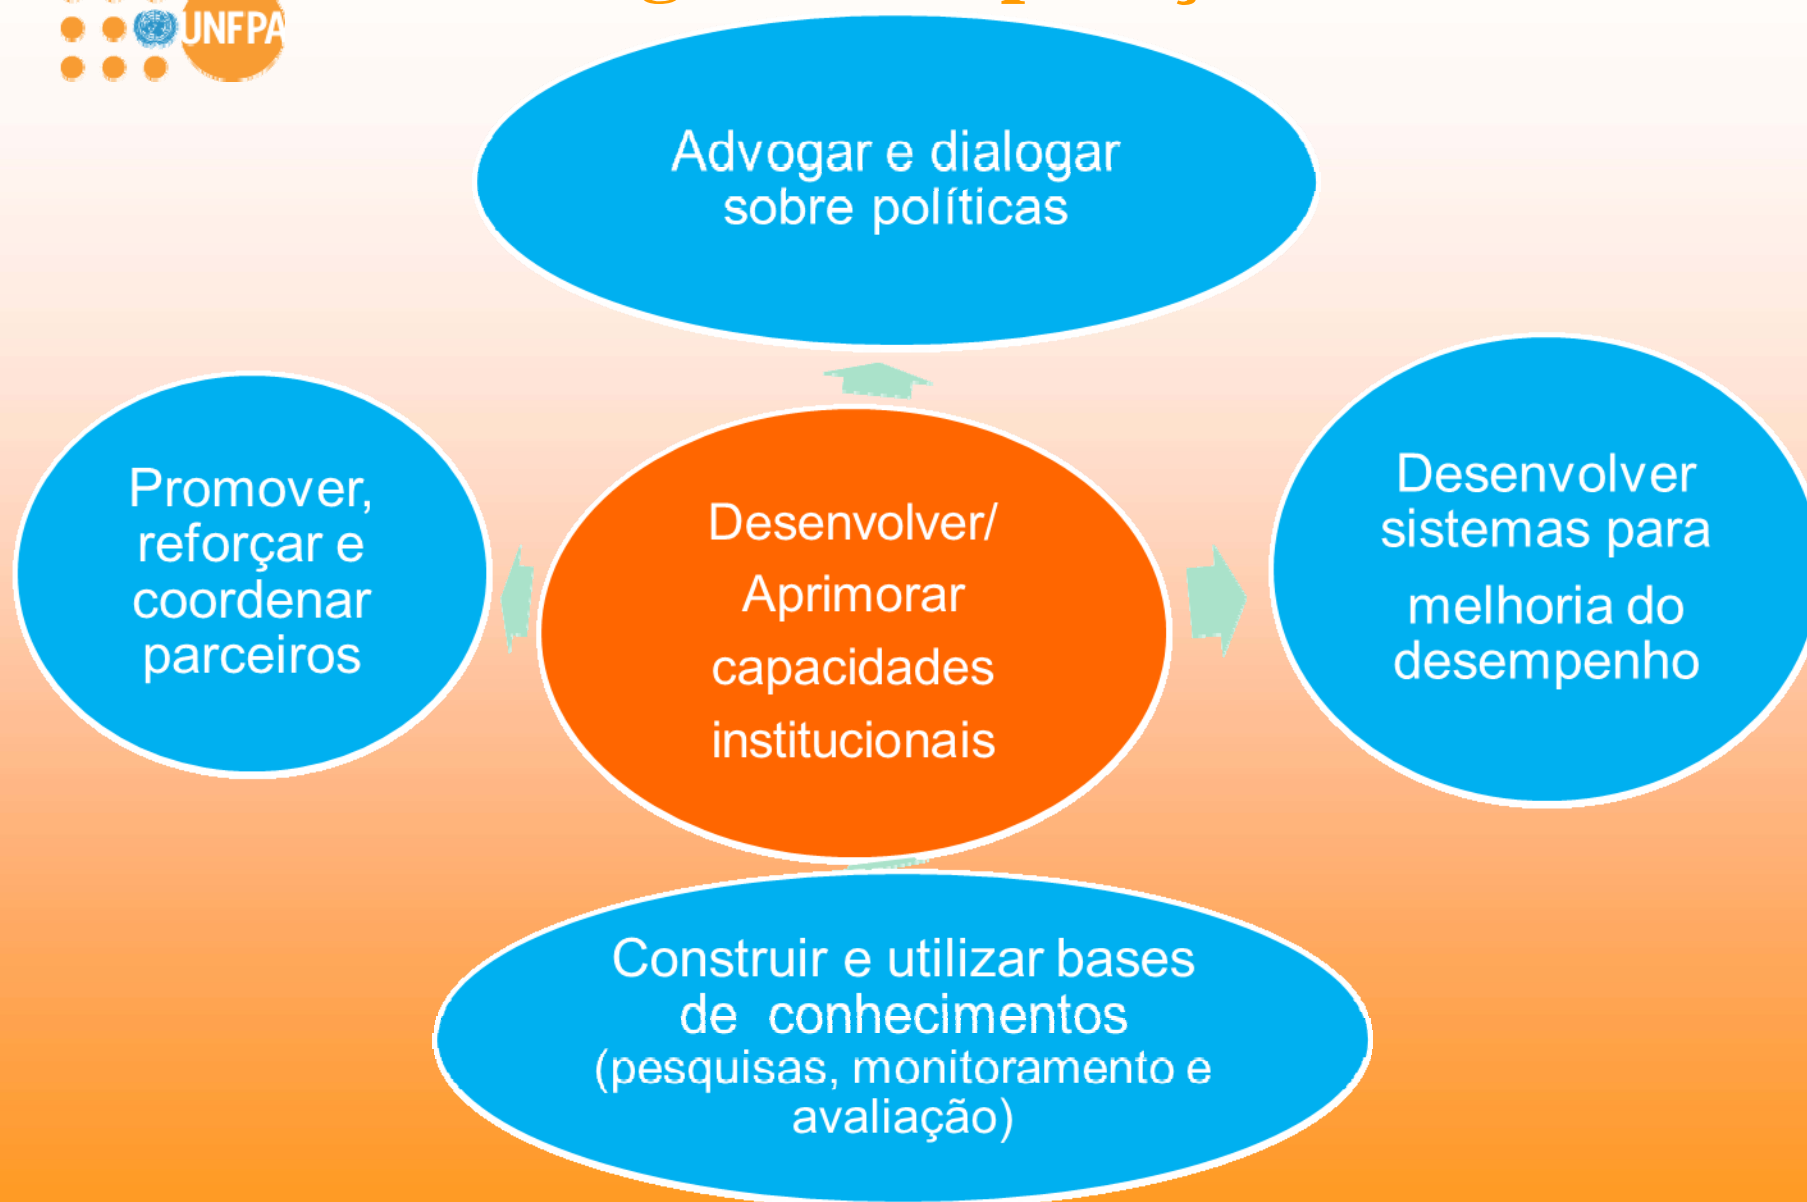 UNFPA
Advogar e dialogar
sobre políticas
Promover,
reforçar e
coordenar
parceiros
Desenvolver/
Aprimorar
capacidades
institucionais
Desenvolver
sistemas para
melhoria do
desempenho
Construir e utilizar bases
de conhecimentos
(pesquisas, monitoramento e
avaliação)